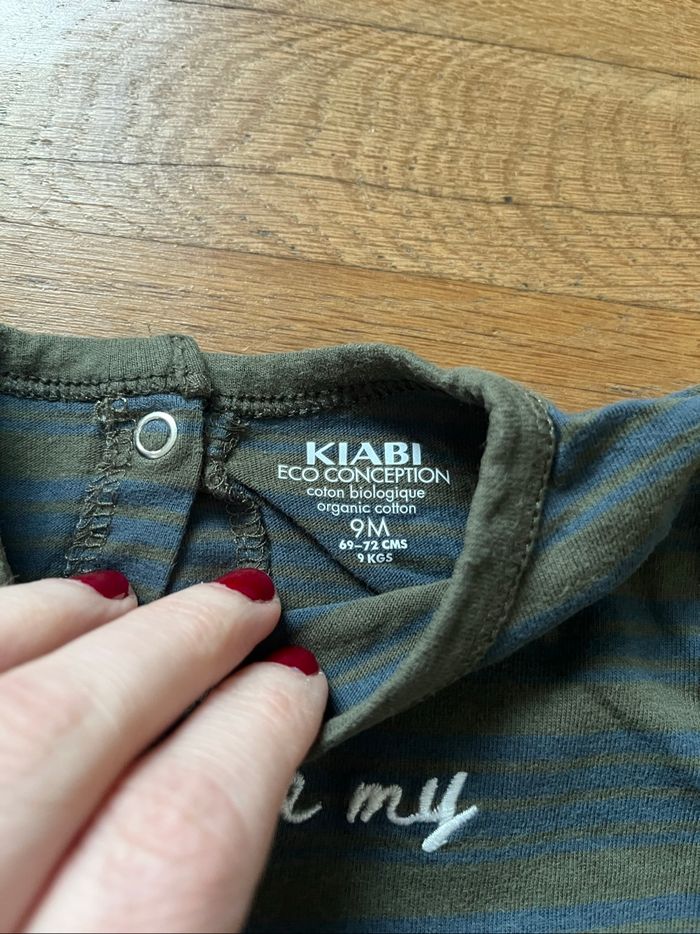 KIABI
ECO CONCEPTION
coton biologique
organic cotton
9M
69–72 CMS
9 KGS
my